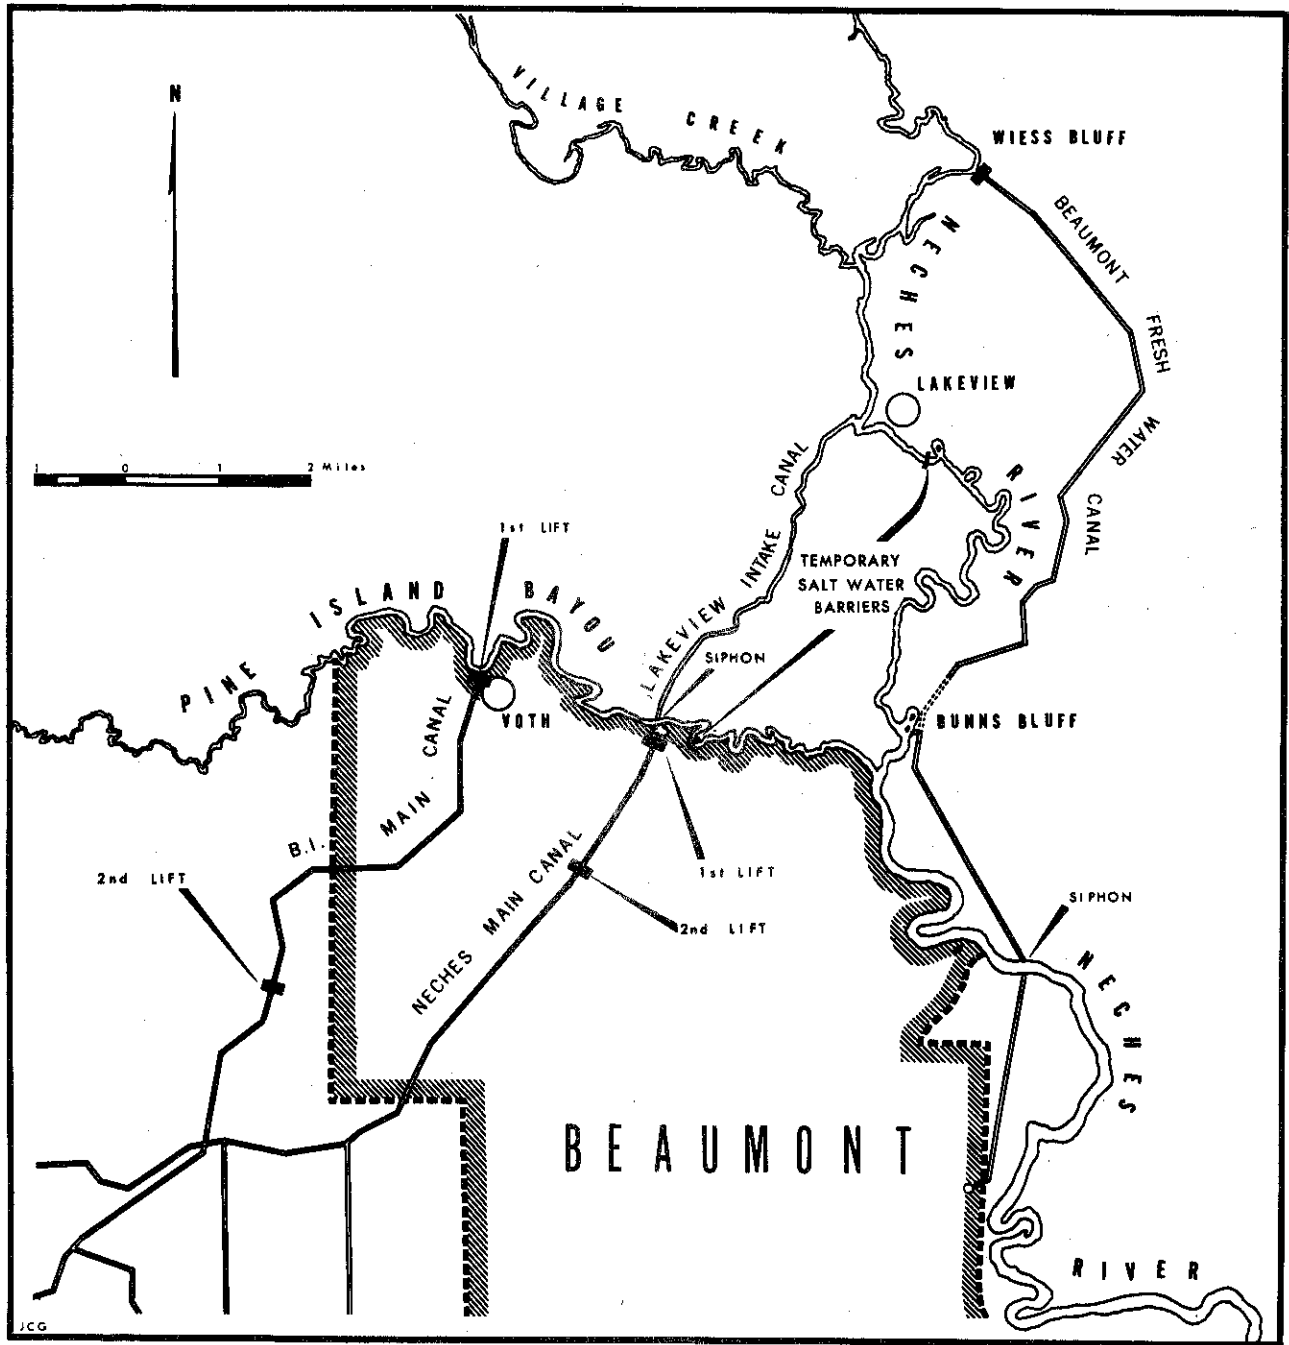 N
VILLAGE CREEK
WIESS BLUFF
BEAUMONT FRESH WATER CANAL
NECHES RIVER
LAKEVIEW
1 0 1 2 Miles
1st LIFT
LAKEVIEW INTAKE CANAL
TEMPORARY
SALT WATER
BARRIERS
PINE ISLAND BAYOU
SIPHON
VOTH
BUNNS BLUFF
B.I. MAIN CANAL
2nd LIFT
NECHES MAIN CANAL
1st LIFT
2nd LIFT
SIPHON
NECHES RIVER
BEAUMONT
JCG